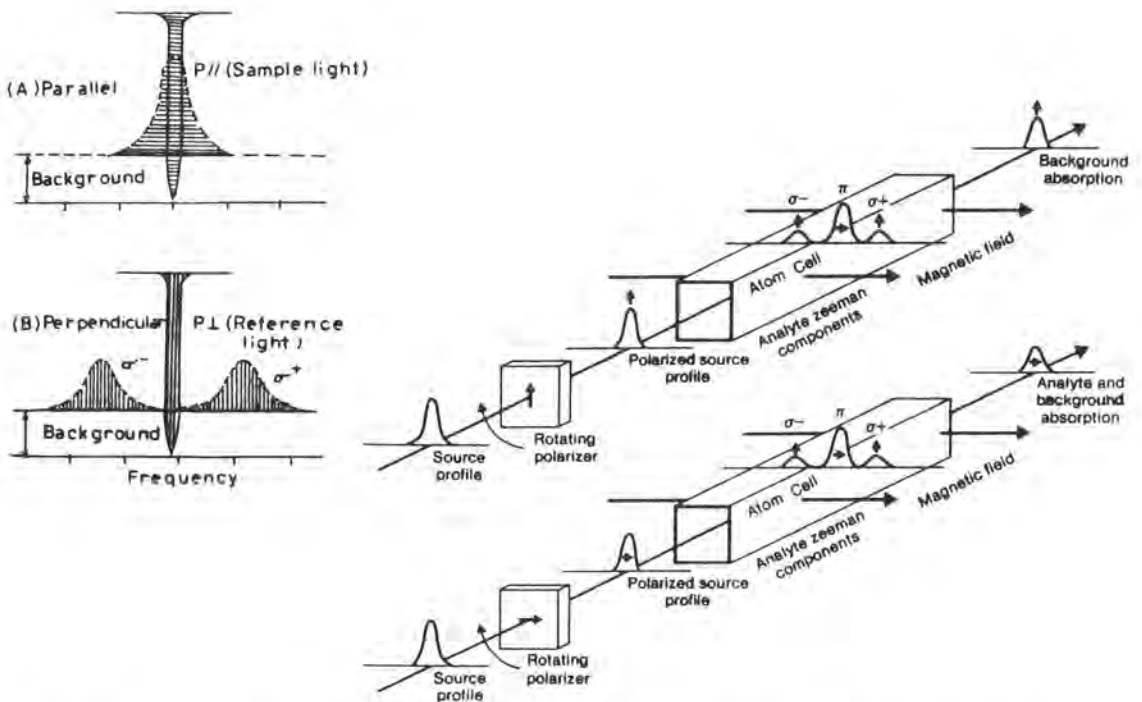 (A) Parallel
P// (Sample light)
Background
(B) Perpendicular
P⊥ (Reference
light)
σ-
σ+
Background
Frequency
Background
absorption
σ-
π
σ+
Magnetic field
Atom Cell
Analyte zeeman
components
Polarized source
profile
Rotating
polarizer
Source
profile
Analyte and
background
absorption
σ-
π
σ+
Magnetic field
Atom Cell
Analyte zeeman
components
Polarized source
profile
Rotating
polarizer
Source
profile